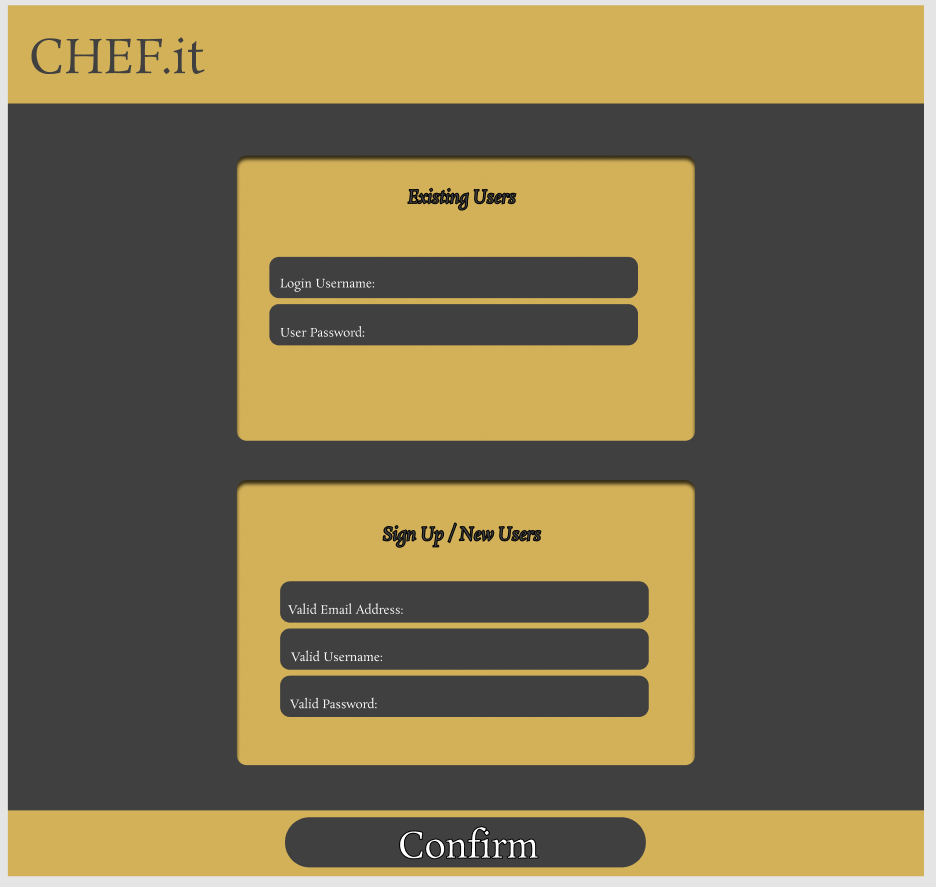 CHEF.it
Existing Users
Login Username:
User Password:
Sign Up / New Users
Valid Email Address:
Valid Username:
Valid Password:
Confirm